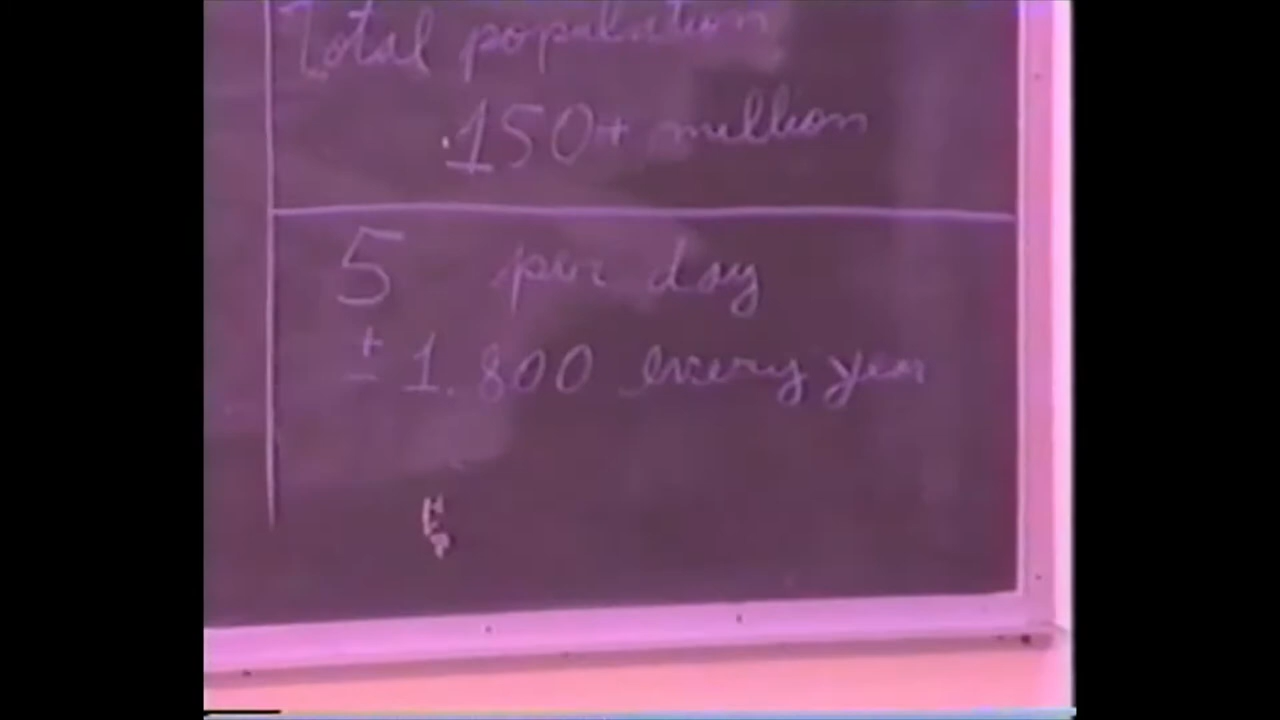 Total population
150+ million
5 per day
± 1.800 every year